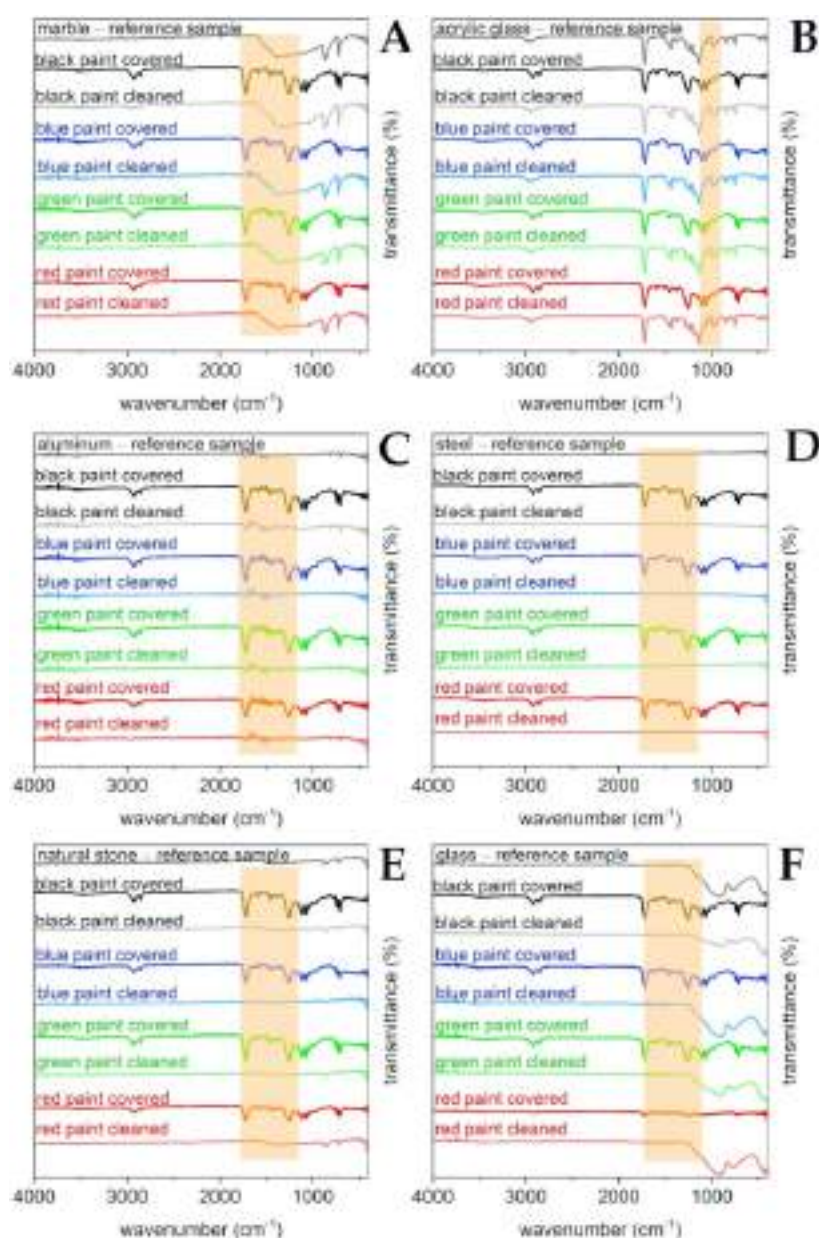 marble – reference sample
A
black paint covered
black paint cleaned
blue paint covered
blue paint cleaned
green paint covered
green paint cleaned
red paint covered
red paint cleaned
transmittance (%)
4000 3000 2000 1000
wavenumber (cm⁻¹)
acrylic glass – reference sample
B
black paint covered
black paint cleaned
blue paint covered
blue paint cleaned
green paint covered
green paint cleaned
red paint covered
red paint cleaned
transmittance (%)
4000 3000 2000 1000
wavenumber (cm⁻¹)
aluminum – reference sample
C
black paint covered
black paint cleaned
blue paint covered
blue paint cleaned
green paint covered
green paint cleaned
red paint covered
red paint cleaned
transmittance (%)
4000 3000 2000 1000
wavenumber (cm⁻¹)
steel – reference sample
D
black paint covered
black paint cleaned
blue paint covered
blue paint cleaned
green paint covered
green paint cleaned
red paint covered
red paint cleaned
transmittance (%)
4000 3000 2000 1000
wavenumber (cm⁻¹)
natural stone – reference sample
E
black paint covered
black paint cleaned
blue paint covered
blue paint cleaned
green paint covered
green paint cleaned
red paint covered
red paint cleaned
transmittance (%)
4000 3000 2000 1000
wavenumber (cm⁻¹)
glass – reference sample
F
black paint covered
black paint cleaned
blue paint covered
blue paint cleaned
green paint covered
green paint cleaned
red paint covered
red paint cleaned
transmittance (%)
4000 3000 2000 1000
wavenumber (cm⁻¹)